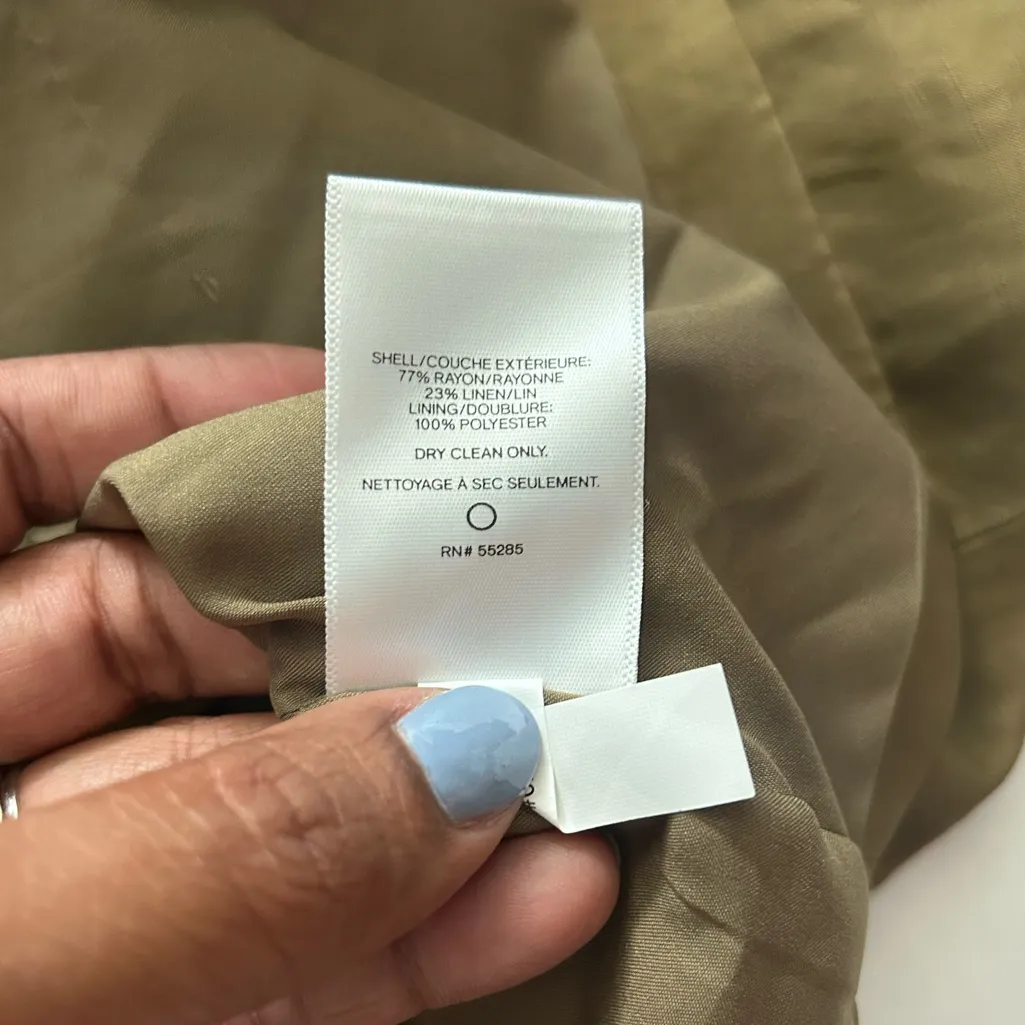 SHELL/COUCHE EXTÉRIEURE:
77% RAYON/RAYONNE
23% LINEN/LIN
LINING/DOUBLURE:
100% POLYESTER
DRY CLEAN ONLY.
NETTOYAGE À SEC SEULEMENT.
RN# 55285